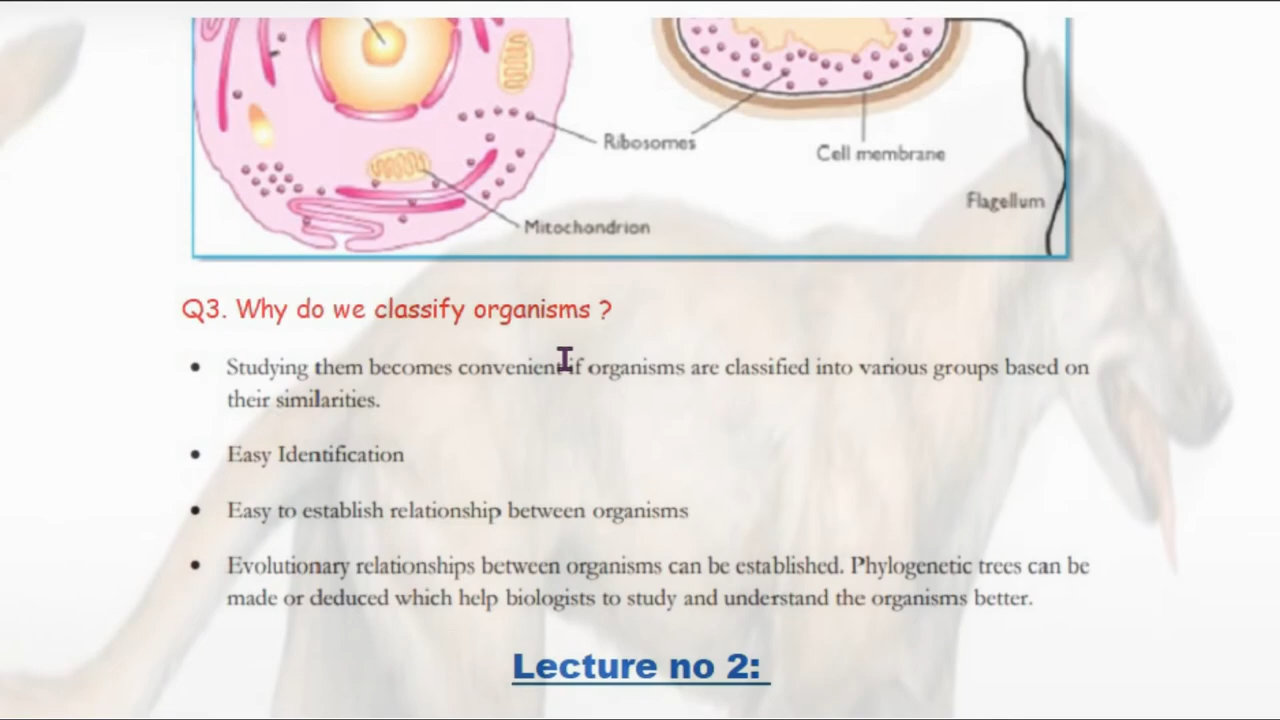 Ribosomes
Cell membrane
Flagellum
Mitochondrion
Q3. Why do we classify organisms ?
• Studying them becomes convenient if organisms are classified into various groups based on
their similarities.
• Easy Identification
• Easy to establish relationship between organisms
• Evolutionary relationships between organisms can be established. Phylogenetic trees can be
made or deduced which help biologists to study and understand the organisms better.
Lecture no 2: